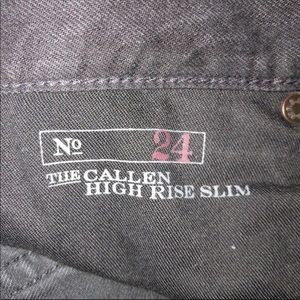 No 24
THE CALLEN
HIGH RISE SLIM